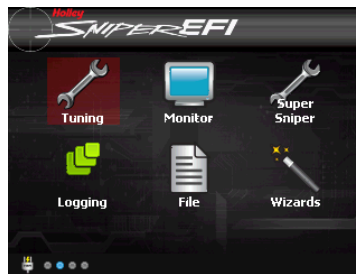 Holley
SNIPER EFI
Tuning
Monitor
Super
Sniper
Logging
File
Wizards